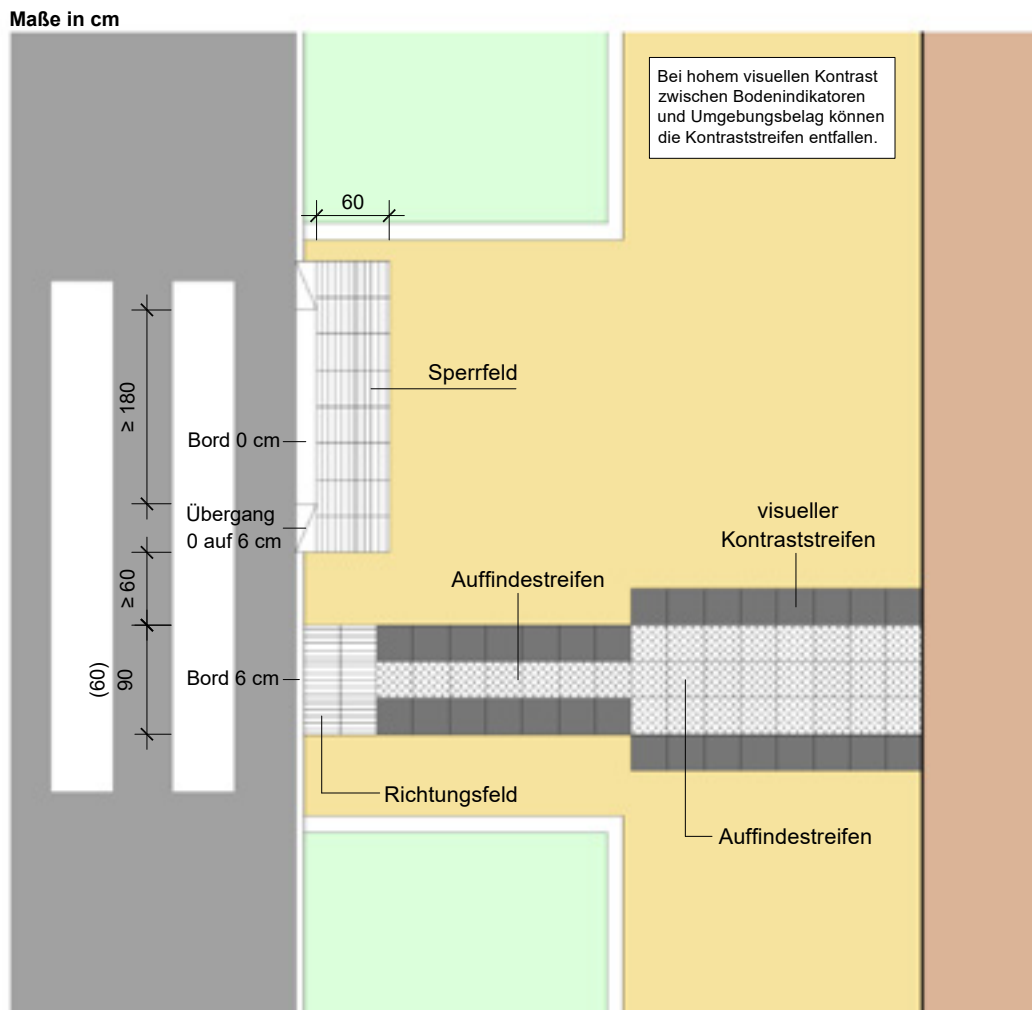 Maße in cm
Bei hohem visuellen Kontrast
zwischen Bodenindikatoren
und Umgebungsbelag können
die Kontraststreifen entfallen.
60
Sperrfeld
≥ 180
Bord 0 cm
Übergang
0 auf 6 cm
visueller
Kontraststreifen
Auffindestreifen
≥ 60
(60)
90
Bord 6 cm
Richtungsfeld
Auffindestreifen